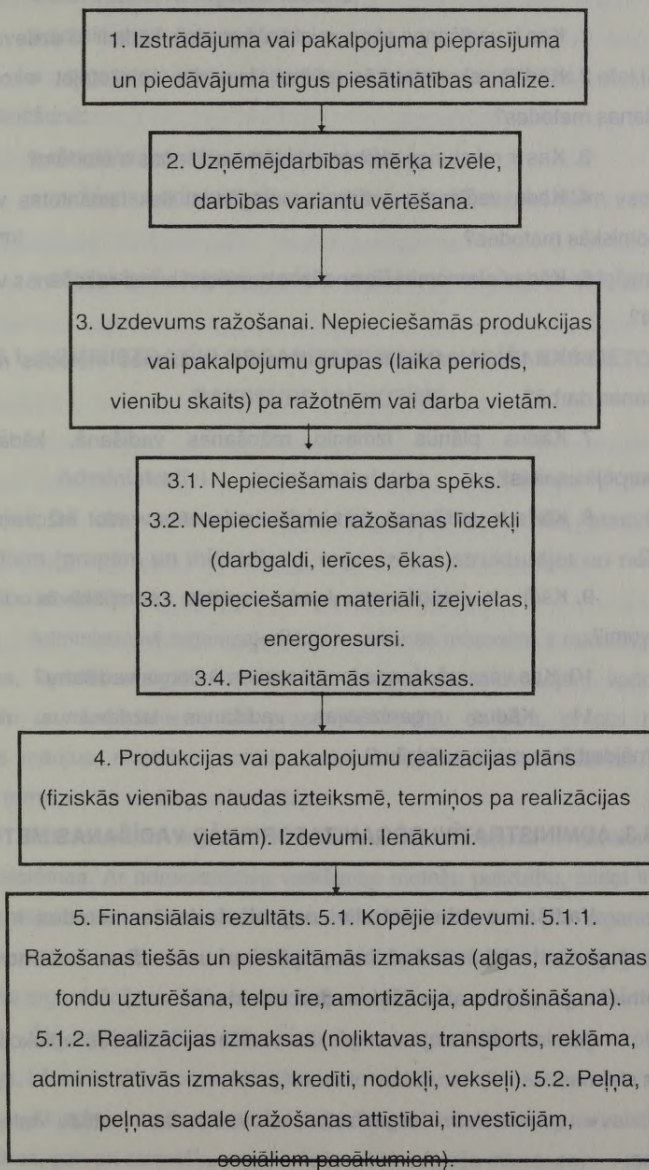 1. Izstrādājuma vai pakalpojuma pieprasījuma
un piedāvājuma tirgus piesātinātības analīze.
2. Uzņēmējdarbības mērķa izvēle,
darbības variantu vērtēšana.
3. Uzdevums ražošanai. Nepieciešamās produkcijas
vai pakalpojumu grupas (laika periods,
vienību skaits) pa ražotnēm vai darba vietām.
3.1. Nepieciešamais darba spēks.
3.2. Nepieciešamie ražošanas līdzekļi
(darbgaldi, ierīces, ēkas).
3.3. Nepieciešamie materiāli, izejvielas,
energoresursi.
3.4. Pieskaitāmās izmaksas.
4. Produkcijas vai pakalpojumu realizācijas plāns
(fiziskās vienības naudas izteiksmē, termiņos pa realizācijas
vietām). Izdevumi. Ienākumi.
5. Finansiālais rezultāts. 5.1. Kopējie izdevumi. 5.1.1.
Ražošanas tiešās un pieskaitāmās izmaksas (algas, ražošanas
fondu uzturēšana, telpu īre, amortizācija, apdrošināšana).
5.1.2. Realizācijas izmaksas (noliktavas, transports, reklāma,
administratīvās izmaksas, kredīti, nodokļi, vekseļi). 5.2. Peļņa,
peļņas sadale (ražošanas attīstībai, investīcijām,
sociāliem pasākumiem).